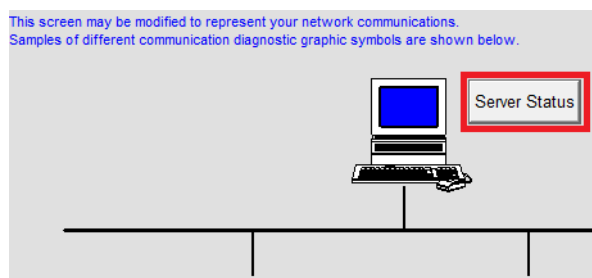 This screen may be modified to represent your network communications.
Samples of different communication diagnostic graphic symbols are shown below.
Server Status